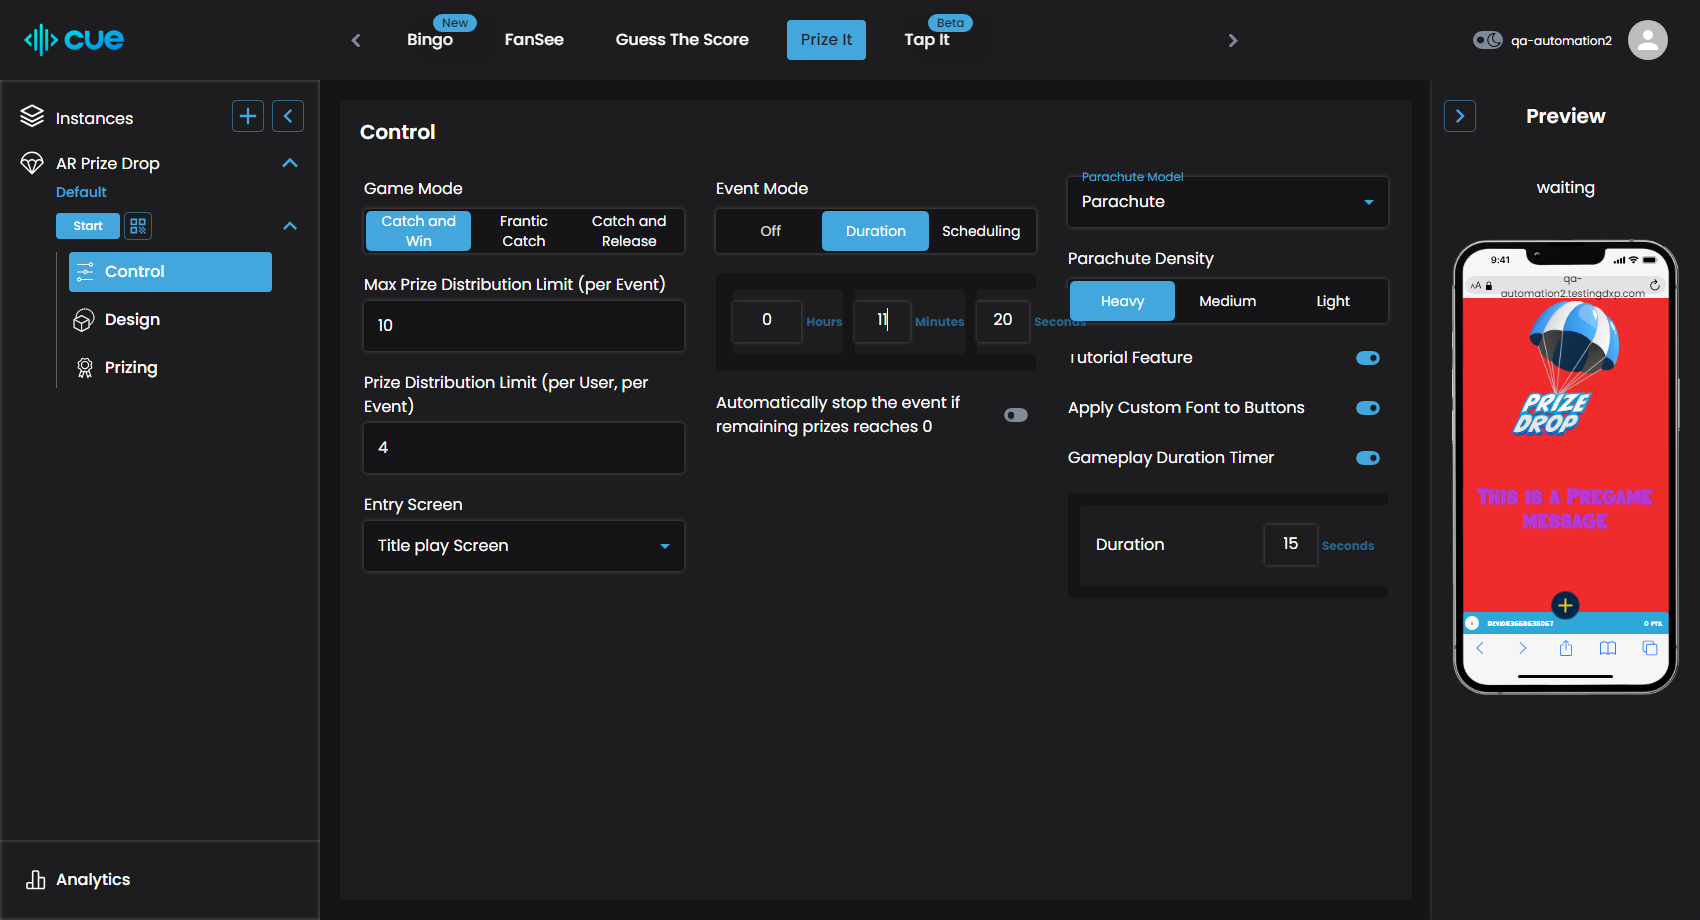 cue
New
Bingo
FanSee
Guess The Score
Prize It
Beta
Tap It
qa-automation2
Instances
AR Prize Drop
Default
Start
Control
Design
Prizing
Analytics
Control
Game Mode
Catch and Win
Frantic Catch
Catch and Release
Max Prize Distribution Limit (per Event)
10
Prize Distribution Limit (per User, per
Event)
4
Entry Screen
Title play Screen
Event Mode
Off
Duration
Scheduling
0 Hours
11 Minutes
20 Seconds
Automatically stop the event if
remaining prizes reaches 0
Parachute Model
Parachute
Parachute Density
Heavy
Medium
Light
Tutorial Feature
Apply Custom Font to Buttons
Gameplay Duration Timer
Duration
15 Seconds
Preview
waiting
9:41
AA
qa-
automation2.testingdxp.com
PRIZE
DROP
This is a Pregame
message
0 PTS.